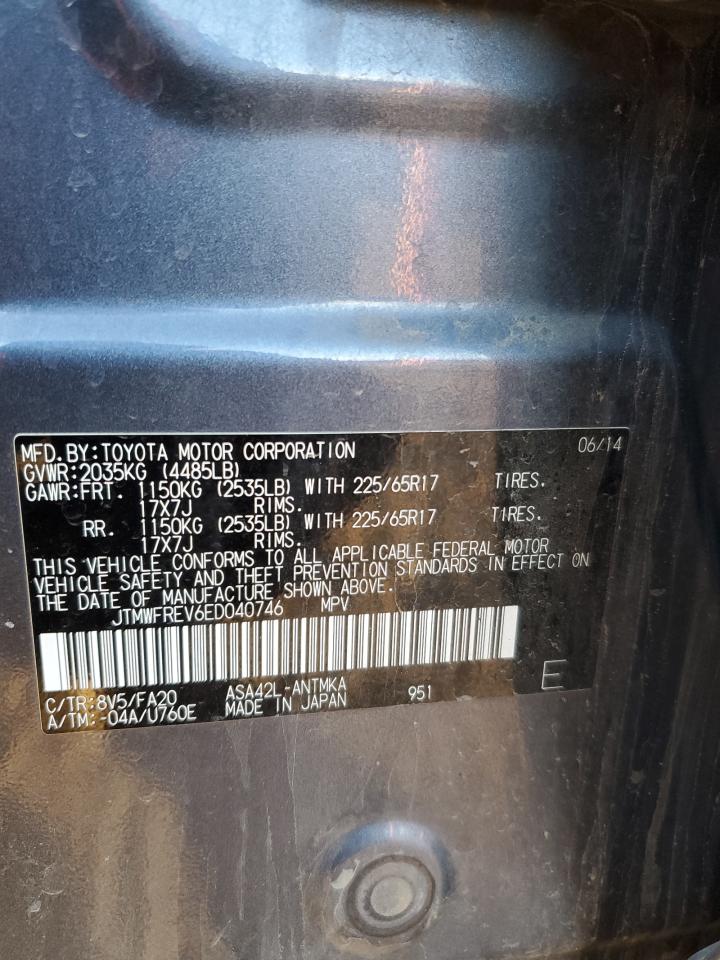 06/14
MFD. BY: TOYOTA MOTOR CORPORATION
GVWR: 2035KG (4485LB)
GAWR: FRT. 1150KG (2535LB) WITH 225/65R17 TIRES.
17X7J RIMS.
RR. 1150KG (2535LB) WITH 225/65R17 TIRES.
17X7J RIMS.
THIS VEHICLE CONFORMS TO ALL APPLICABLE FEDERAL MOTOR
VEHICLE SAFETY AND THEFT PREVENTION STANDARDS IN EFFECT ON
THE DATE OF MANUFACTURE SHOWN ABOVE.
JTMWFREV6ED040746 MPV
C/TR: 8V5/FA20 ASA42L-ANTMKA
A/TM: -04A/U760E MADE IN JAPAN 951
E